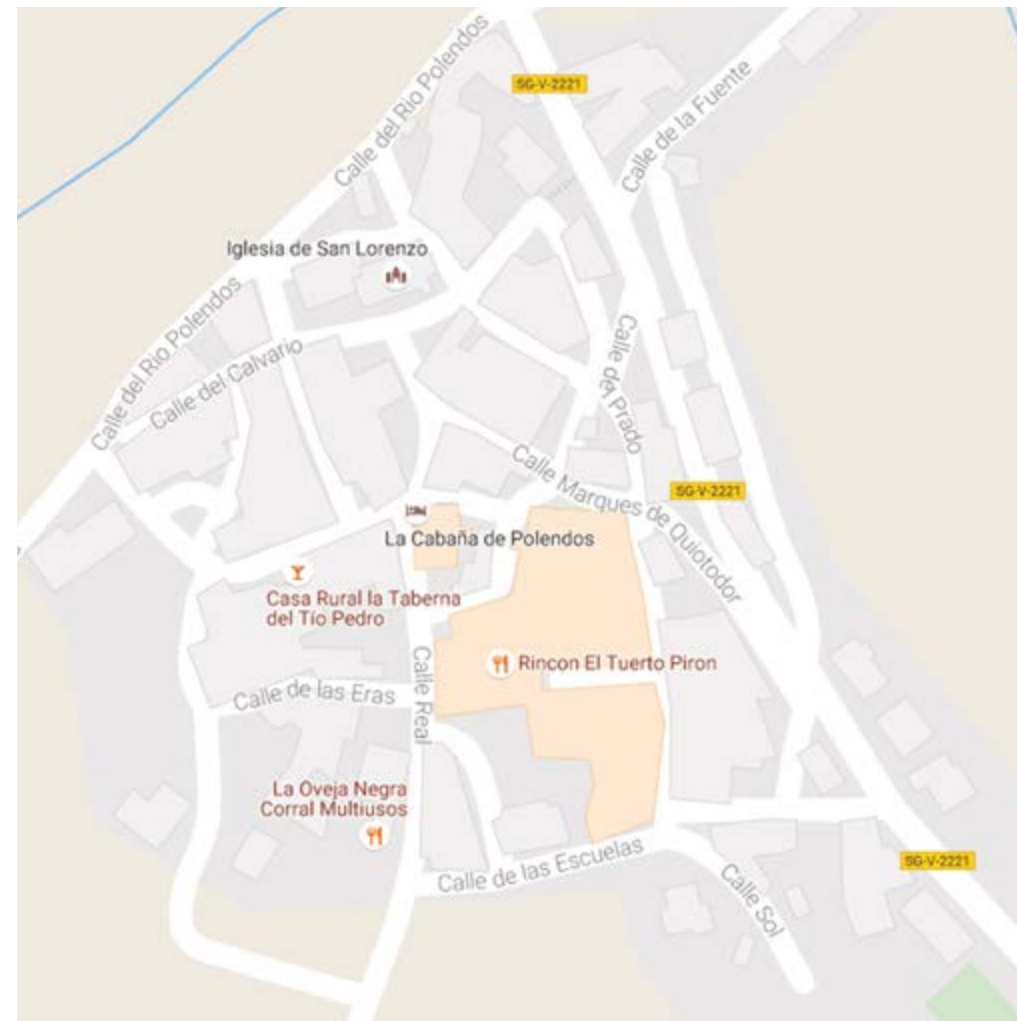 Calle del Rio Polendos
SG-V-2221
Calle de la Fuente
Iglesia de San Lorenzo
Calle del Rio Polendos
Calle del Calvario
Calle del Prado
Calle Marques de Quiotodor
SG-V-2221
La Cabaña de Polendos
Casa Rural la Taberna
del Tío Pedro
Calle Real
Rincon El Tuerto Piron
Calle de las Eras
La Oveja Negra
Corral Multiusos
Calle de las Escuelas
Calle Sol
SG-V-2221